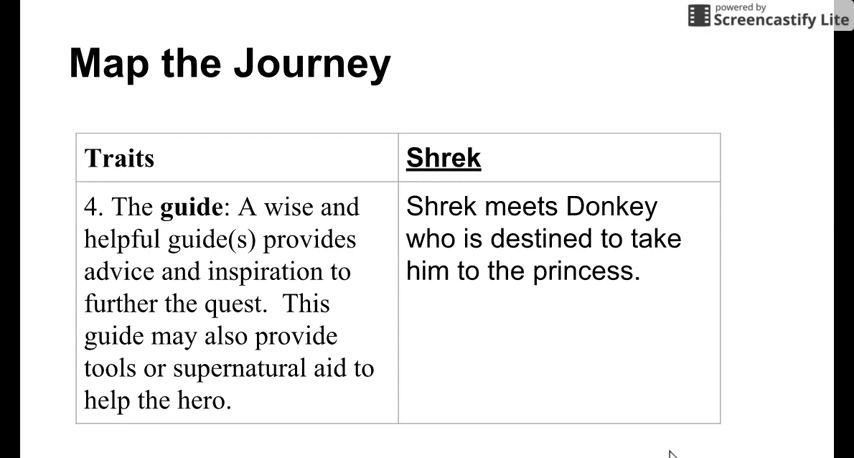 powered by
Screencastify Lite
Map the Journey
Traits
Shrek
4. The guide: A wise and
helpful guide(s) provides
advice and inspiration to
further the quest.  This
guide may also provide
tools or supernatural aid to
help the hero.
Shrek meets Donkey
who is destined to take
him to the princess.